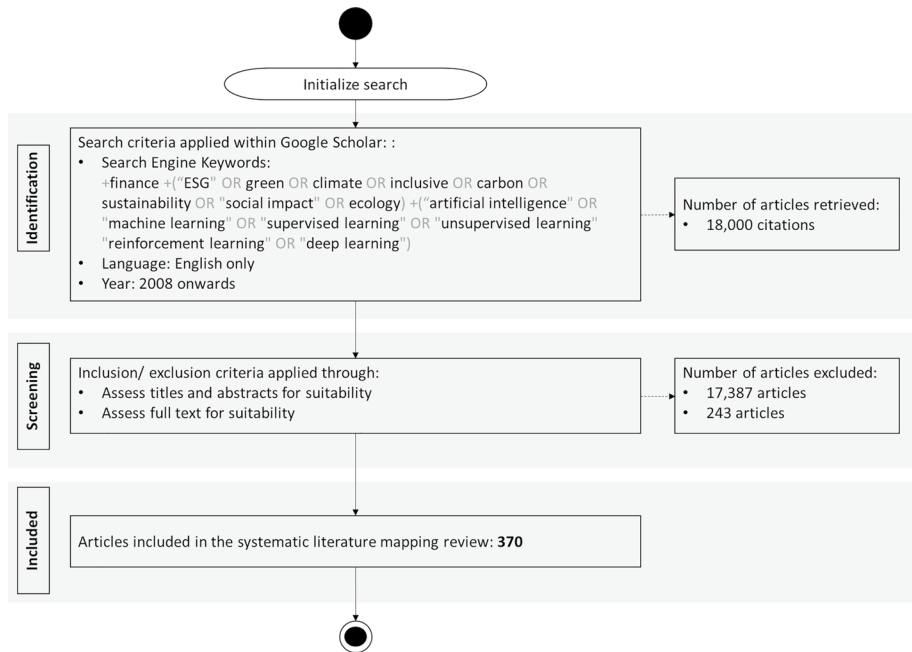 Initialize search
Identification
Search criteria applied within Google Scholar: :
• Search Engine Keywords:
+finance +(“ESG" OR green OR climate OR inclusive OR carbon OR
sustainability OR "social impact" OR ecology) +(“artificial intelligence" OR
"machine learning" OR "supervised learning" OR "unsupervised learning"
"reinforcement learning" OR "deep learning")
• Language: English only
• Year: 2008 onwards
Number of articles retrieved:
• 18,000 citations
Screening
Inclusion/ exclusion criteria applied through:
• Assess titles and abstracts for suitability
• Assess full text for suitability
Number of articles excluded:
• 17,387 articles
• 243 articles
Included
Articles included in the systematic literature mapping review: 370